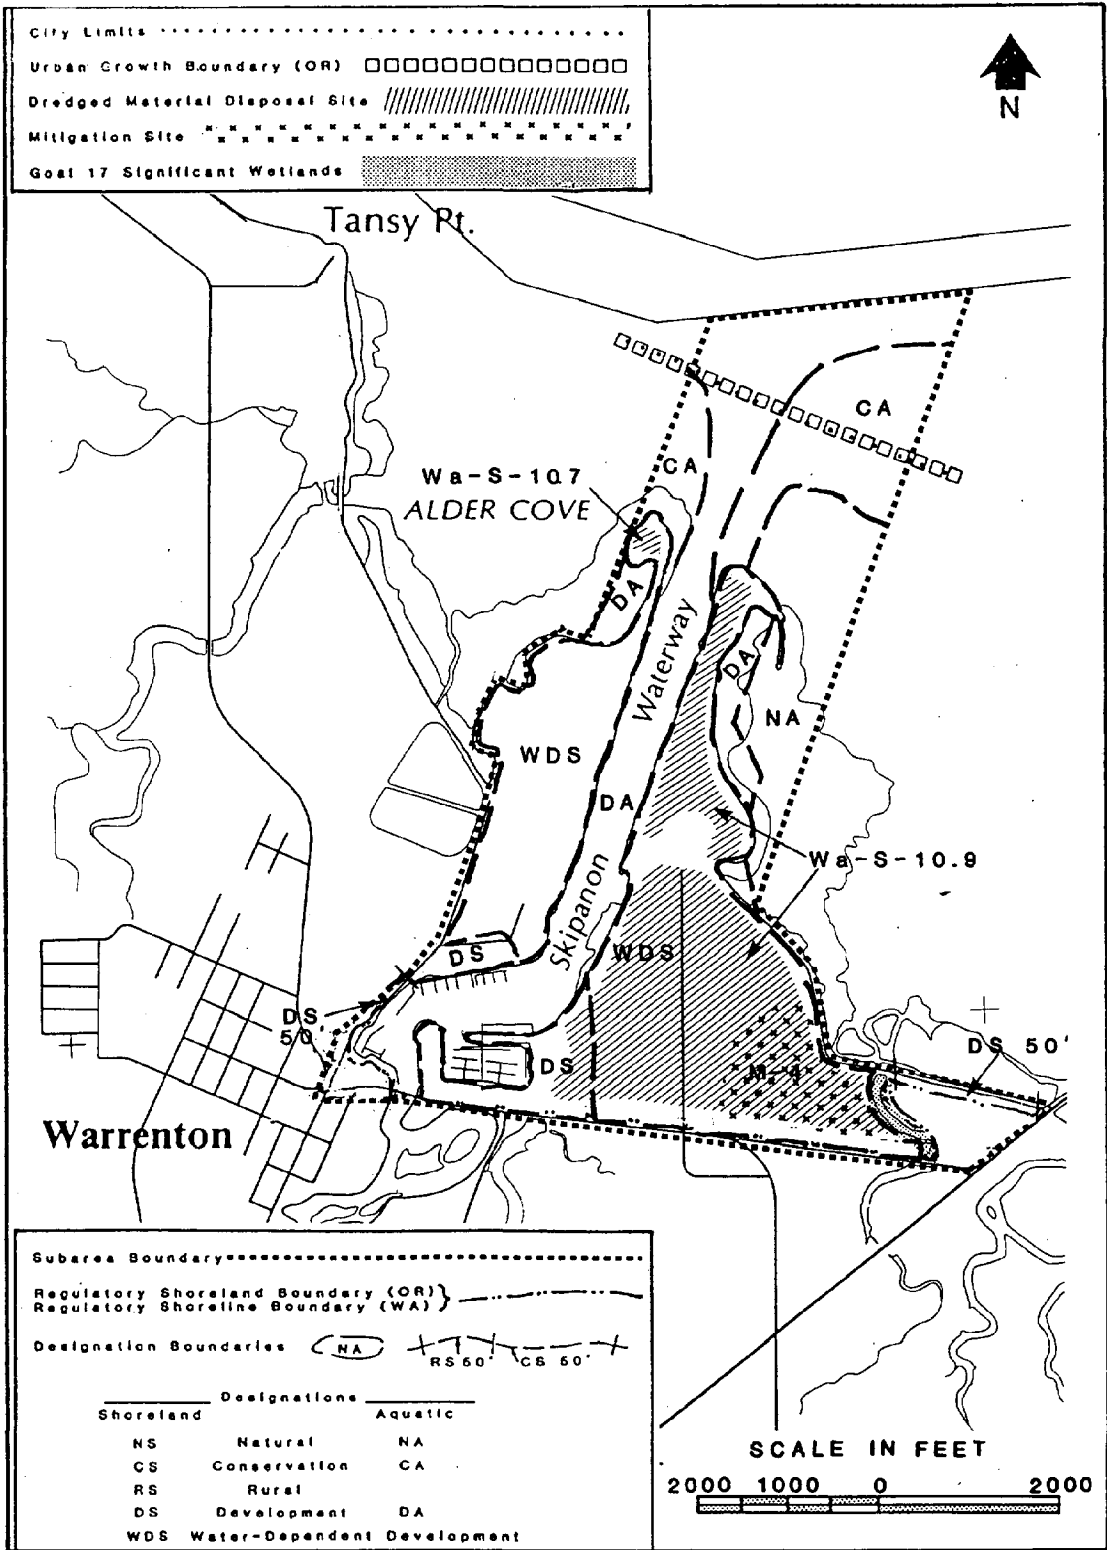 City Limits
Urban Growth Boundary (OR)
Dredged Material Disposal Site
Mitigation Site
Goal 17 Significant Wetlands
N
Tansy Pt.
CA
CA
Wa-S-10.7
ALDER COVE
DA
Waterway
DA
NA
WDS
DA
Wa-S-10.9
Skipanon
WDS
DS
DS
50'
DS 50'
DS
M-4
Warrenton
Subarea Boundary
Regulatory Shoreland Boundary (OR)}
Regulatory Shoreline Boundary (WA)
Designation Boundaries NA RS 50' CS 50'
Designations
Shoreland Aquatic
NS Natural NA
CS Conservation CA
RS Rural
DS Development DA
WDS Water-Dependent Development
SCALE IN FEET
2000 1000 0 2000